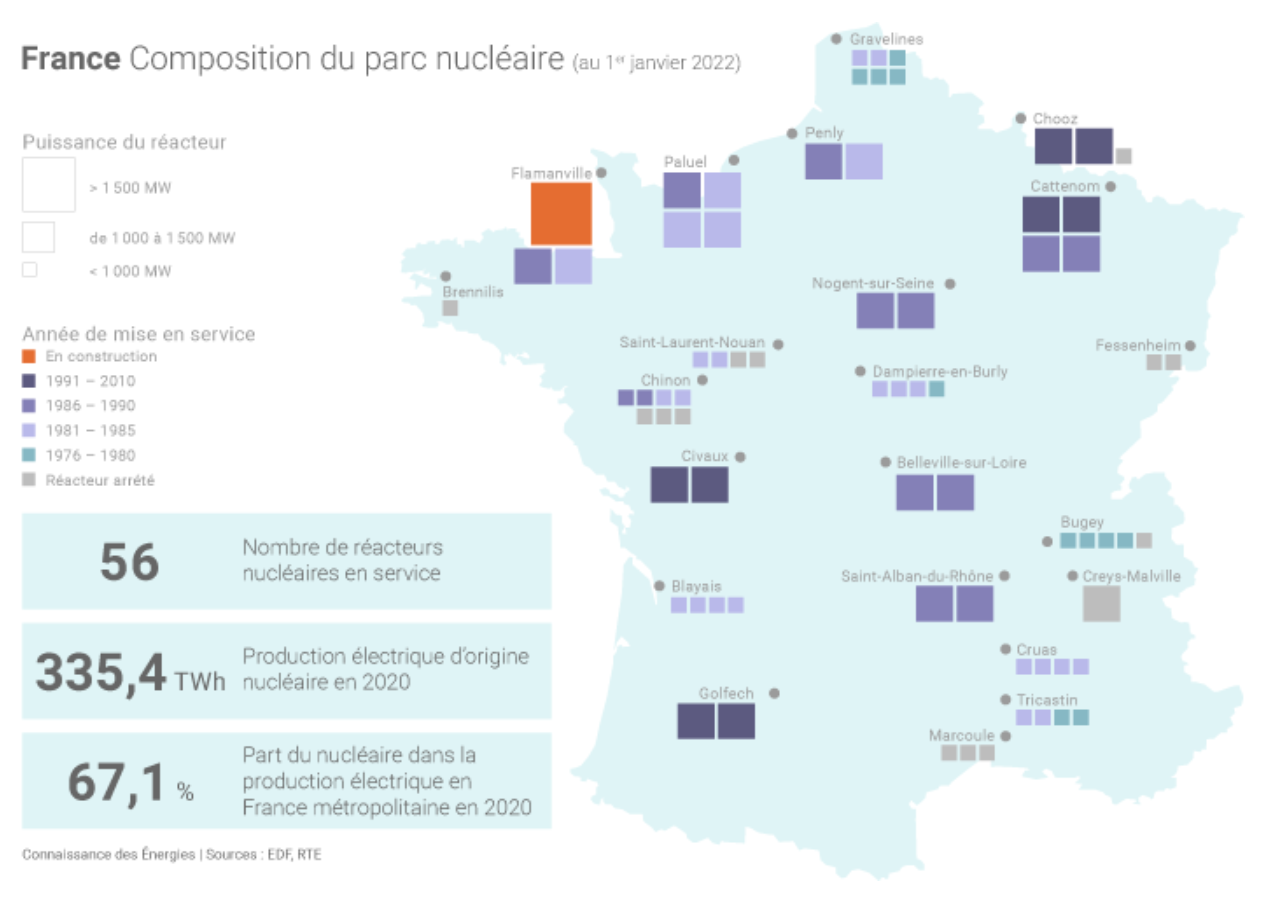 France Composition du parc nucléaire (au 1er janvier 2022)
Puissance du réacteur
> 1 500 MW
de 1 000 à 1 500 MW
< 1 000 MW
Année de mise en service
En construction
1991 – 2010
1986 – 1990
1981 – 1985
1976 – 1980
Réacteur arrété
56
Nombre de réacteurs
nucléaires en service
335,4 TWh
Production électrique d'origine
nucléaire en 2020
67,1 %
Part du nucléaire dans la
production électrique en
France métropolitaine en 2020
Connaissance des Énergies | Sources : EDF, RTE
Gravelines
Chooz
Penly
Paluel
Flamanville
Cattenom
Brennilis
Nogent-sur-Seine
Saint-Laurent-Nouan
Fessenheim
Dampierre-en-Burly
Chinon
Civaux
Belleville-sur-Loire
Bugey
Saint-Alban-du-Rhône
Creys-Malville
Blayais
Cruas
Golfech
Tricastin
Marcoule